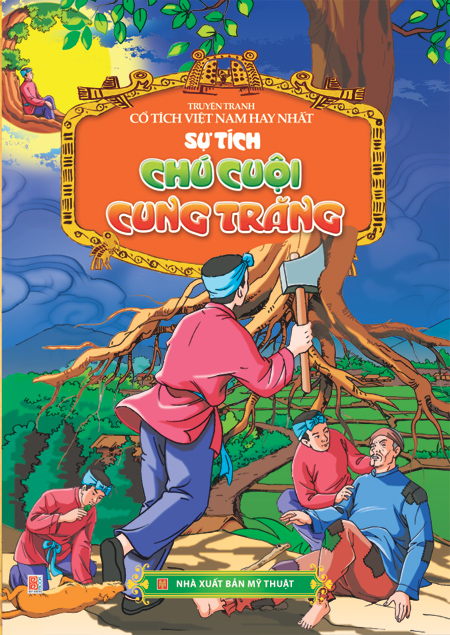 TRUYỆN TRANH
CỔ TÍCH VIỆT NAM HAY NHẤT
SỰ TÍCH
CHÚ CUỘI
CUNG TRĂNG
NHÀ XUẤT BẢN MỸ THUẬT